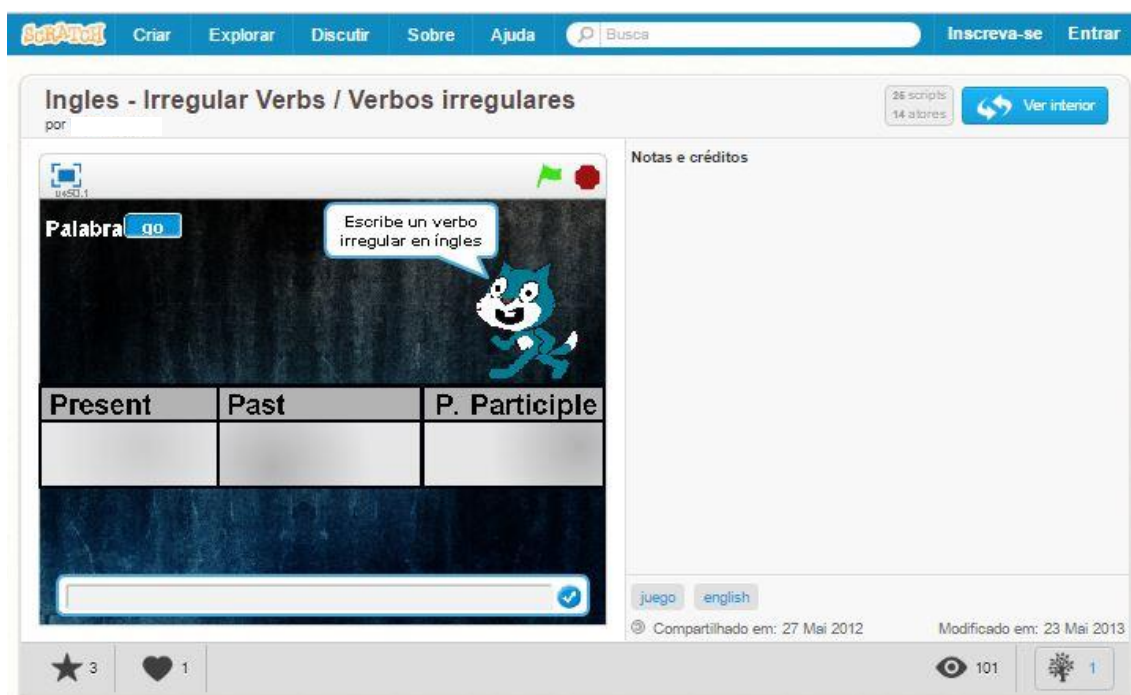 SCRATCH Criar Explorar Discutir Sobre Ajuda Busca Inscreva-se Entrar
Ingles - Irregular Verbs / Verbos irregulares
por
26 scripts
14 atores
Ver interior
v450.1
Palabra go
Escribe un verbo
irregular en íngles
Present Past P. Participle
Notas e créditos
juego english
Compartilhado em: 27 Mai 2012 Modificado em: 23 Mai 2013
3 1 101 1